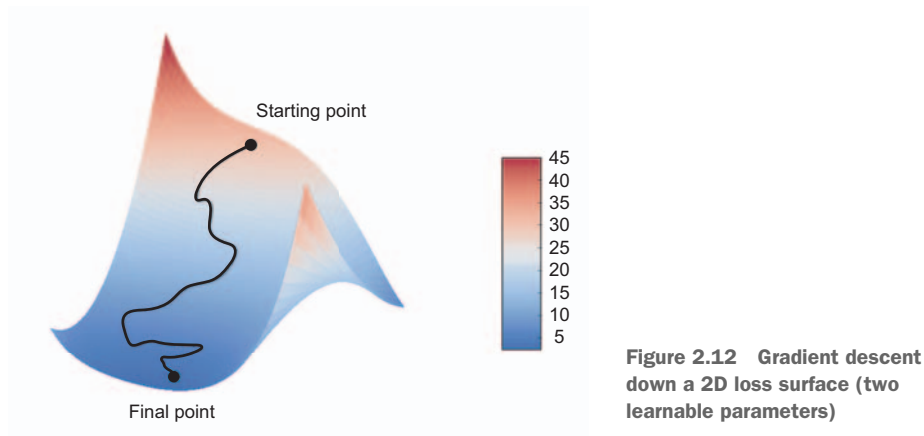 Starting point
45
40
35
30
25
20
15
10
5
Final point
Figure 2.12 Gradient descent
down a 2D loss surface (two
learnable parameters)